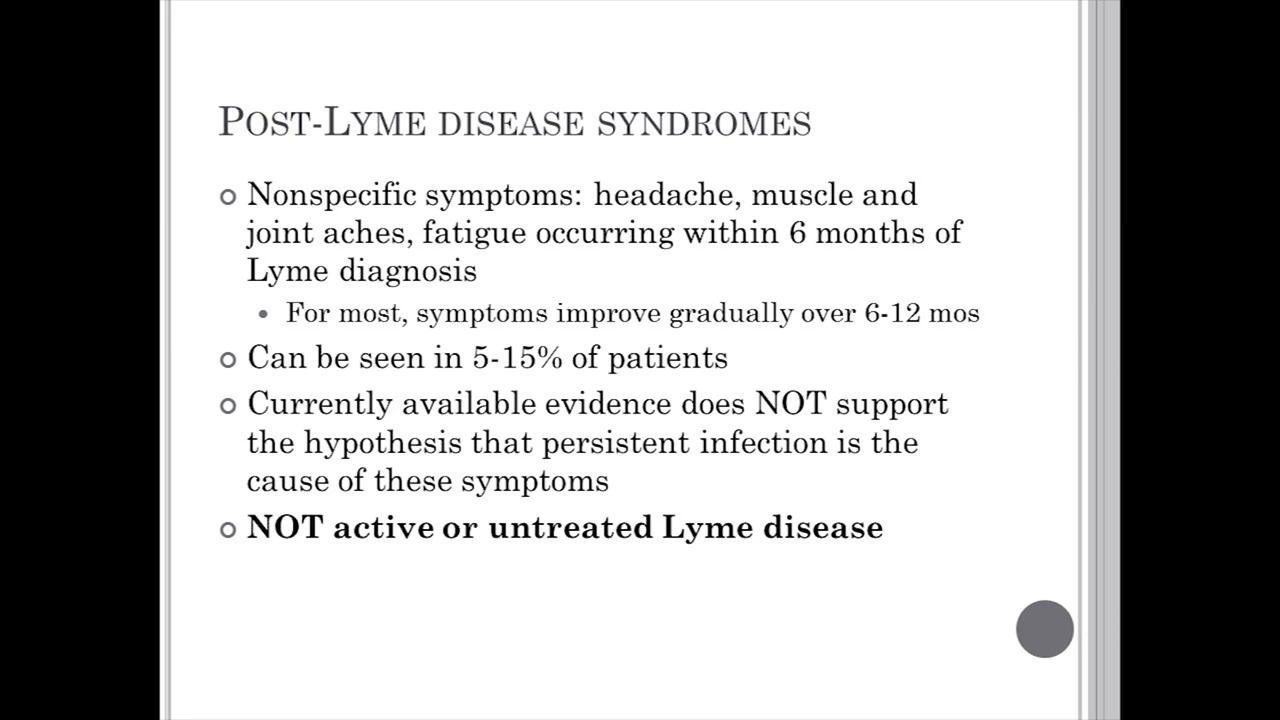 Post-Lyme disease syndromes
Nonspecific symptoms: headache, muscle and
joint aches, fatigue occurring within 6 months of
Lyme diagnosis
For most, symptoms improve gradually over 6-12 mos
Can be seen in 5-15% of patients
Currently available evidence does NOT support
the hypothesis that persistent infection is the
cause of these symptoms
NOT active or untreated Lyme disease